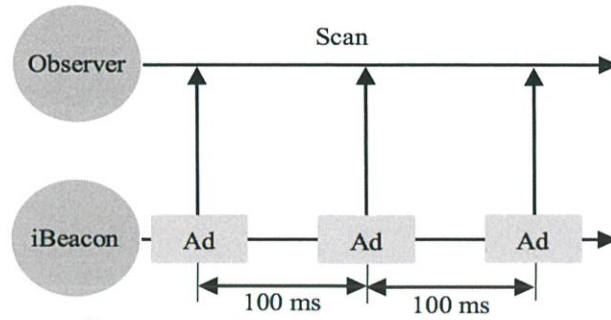 Scan
Observer
iBeacon
Ad
Ad
Ad
100 ms
100 ms